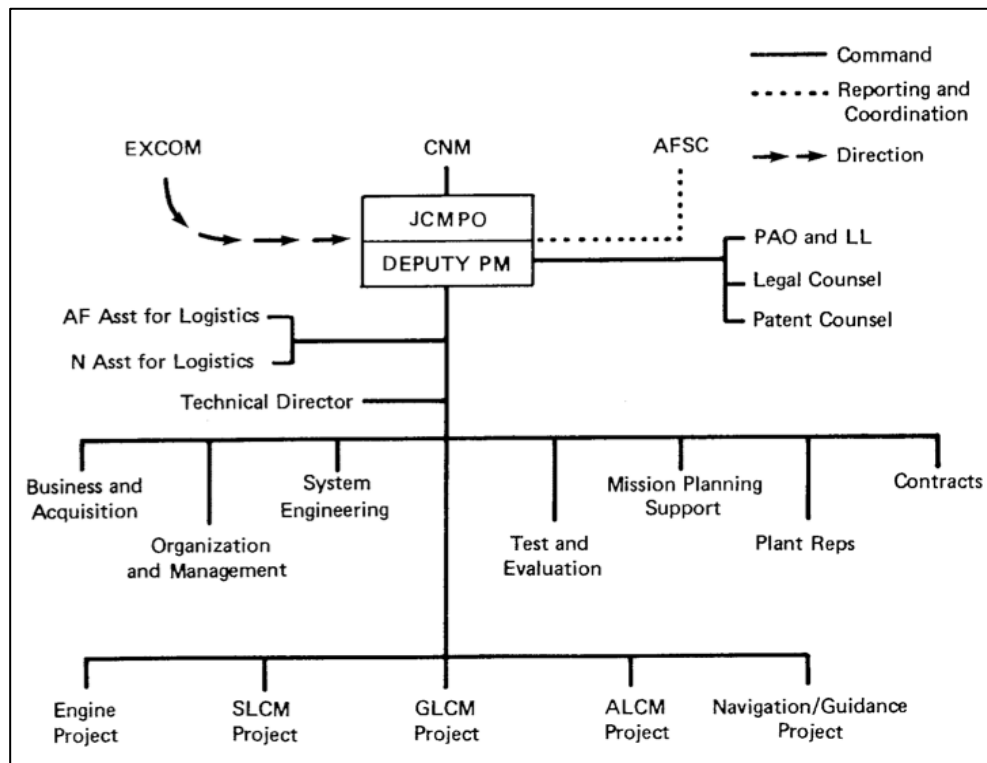 Command
Reporting and
Coordination
Direction
EXCOM
CNM
AFSC
JCMPO
DEPUTY PM
PAO and LL
Legal Counsel
Patent Counsel
AF Asst for Logistics
N Asst for Logistics
Technical Director
Business and
Acquisition
Organization
and Management
System
Engineering
Test and
Evaluation
Mission Planning
Support
Plant Reps
Contracts
Engine
Project
SLCM
Project
GLCM
Project
ALCM
Project
Navigation/Guidance
Project